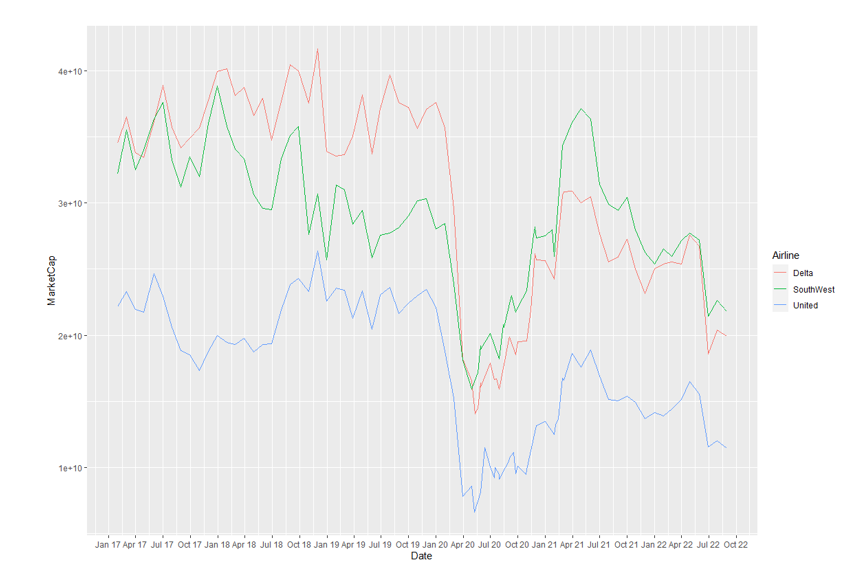 4e+10
3e+10
2e+10
1e+10
MarketCap
Jan 17 Apr 17 Jul 17 Oct 17 Jan 18 Apr 18 Jul 18 Oct 18 Jan 19 Apr 19 Jul 19 Oct 19 Jan 20 Apr 20 Jul 20 Oct 20 Jan 21 Apr 21 Jul 21 Oct 21 Jan 22 Apr 22 Jul 22 Oct 22
Date
Airline
Delta
SouthWest
United